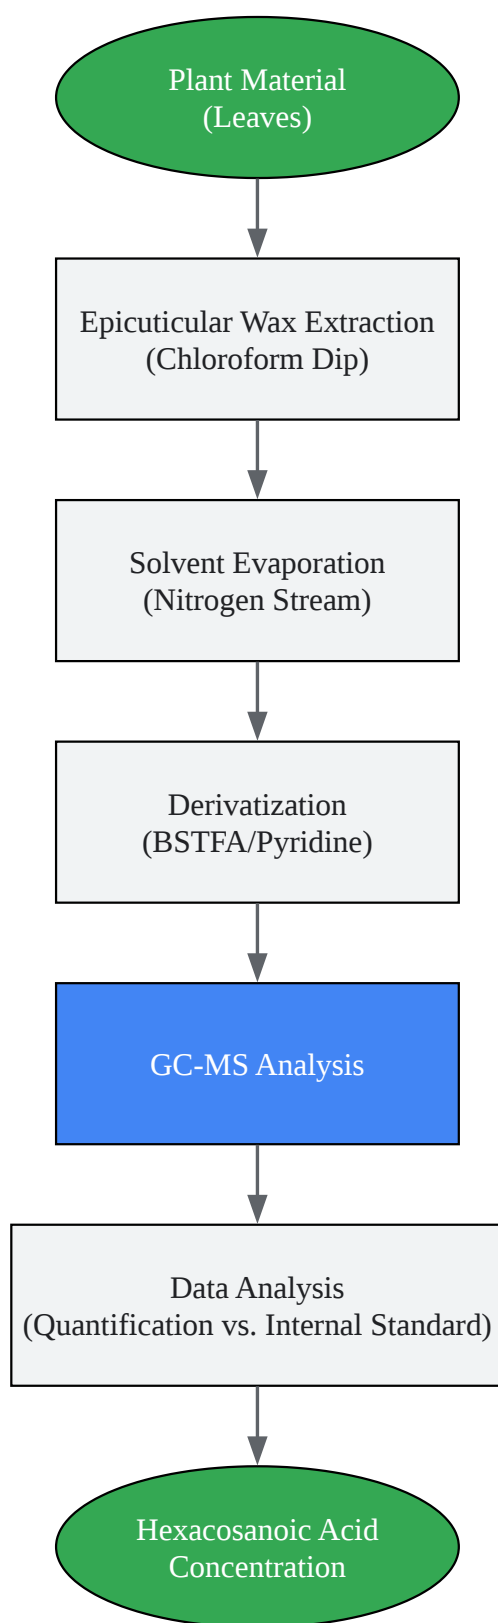 Plant Material
(Leaves)
Epicuticular Wax Extraction
(Chloroform Dip)
Solvent Evaporation
(Nitrogen Stream)
Derivatization
(BSTFA/Pyridine)
GC-MS Analysis
Data Analysis
(Quantification vs. Internal Standard)
Hexacosanoic Acid
Concentration